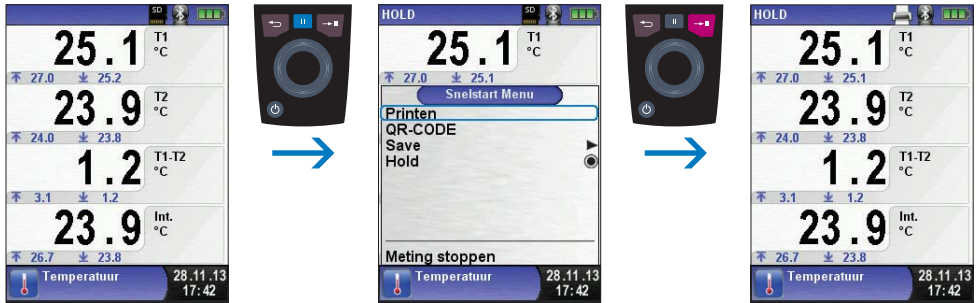 SD
25.1 T1 °C
27.0 25.2
23.9 T2 °C
24.0 23.8
1.2 T1-T2 °C
3.1 1.2
23.9 Int. °C
26.7 23.8
Temperatuur 28.11.13
17:42
HOLD SD
25.1 T1 °C
27.0 25.1
Snelstart Menu
Printen
QR-CODE
Save
Hold
Meting stoppen
Temperatuur 28.11.13
17:42
HOLD
25.1 T1 °C
27.0 25.1
23.9 T2 °C
24.0 23.8
1.2 T1-T2 °C
3.1 1.2
23.9 Int. °C
26.7 23.8
Temperatuur 28.11.13
17:42